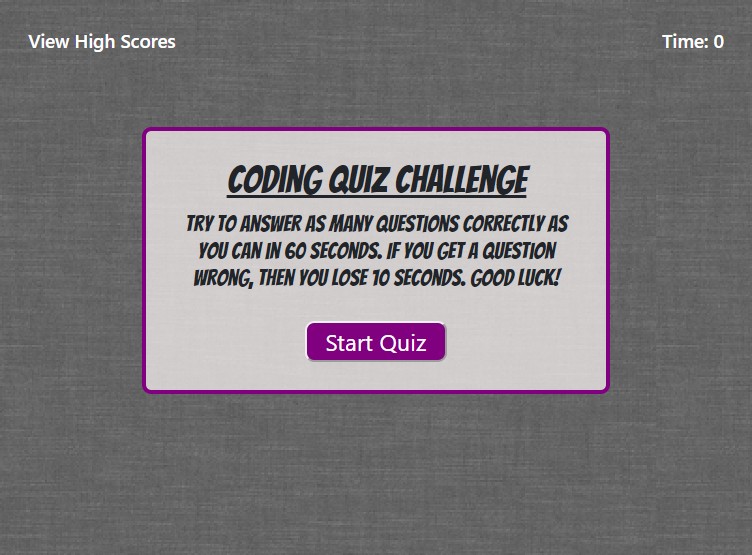 View High Scores
Time: 0
CODING QUIZ CHALLENGE
TRY TO ANSWER AS MANY QUESTIONS CORRECTLY AS
YOU CAN IN 60 SECONDS. IF YOU GET A QUESTION
WRONG, THEN YOU LOSE 10 SECONDS. GOOD LUCK!
Start Quiz